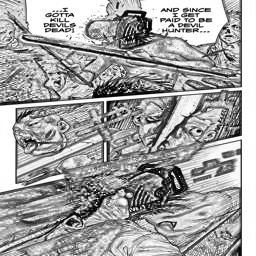 ...I
GOTTA
KILL
DEVILS
DEAD!
AND SINCE
I GET
PAID TO BE
A DEVIL
HUNTER...